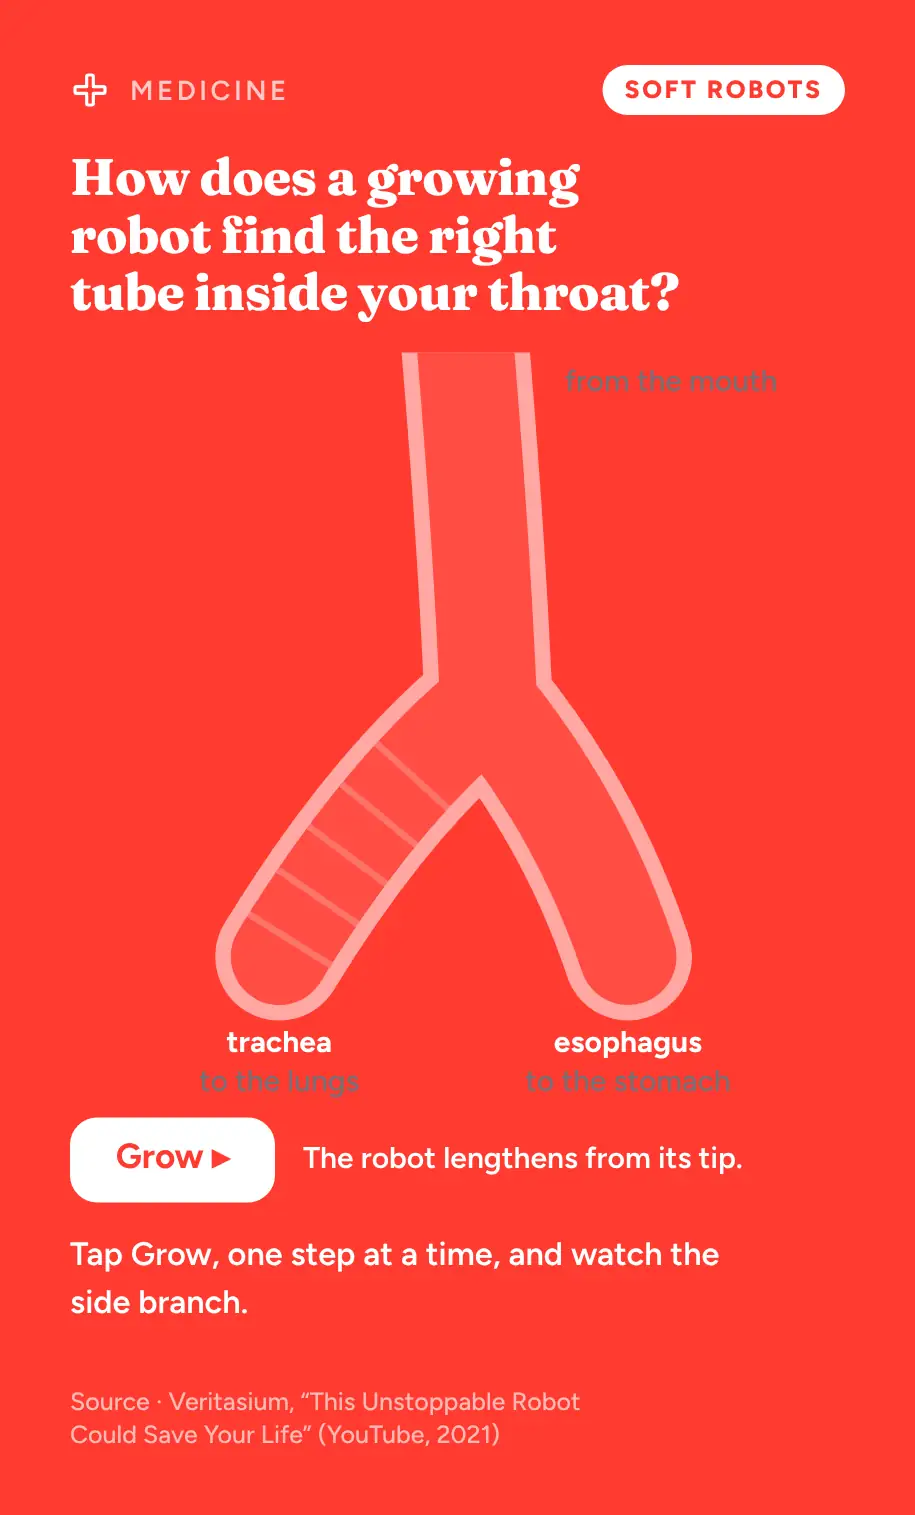 MEDICINE
SOFT ROBOTS
How does a growing
robot find the right
tube inside your throat?
from the mouth
trachea
to the lungs
esophagus
to the stomach
Grow ▶
The robot lengthens from its tip.
Tap Grow, one step at a time, and watch the
side branch.
Source · Veritasium, “This Unstoppable Robot
Could Save Your Life” (YouTube, 2021)